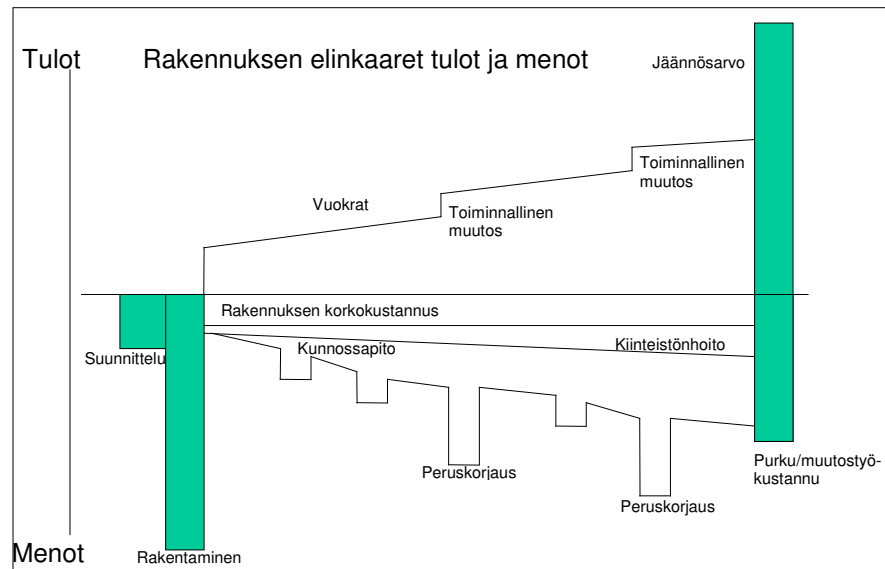 Tulot
Rakennuksen elinkaaret tulot ja menot
Jäännösarvo
Toiminnallinen
muutos
Vuokrat
Toiminnallinen
muutos
Rakennuksen korkokustannus
Suunnittelu
Kunnossapito
Kiinteistönhoito
Peruskorjaus
Purku/muutostyö-
kustannu
Peruskorjaus
Menot
Rakentaminen